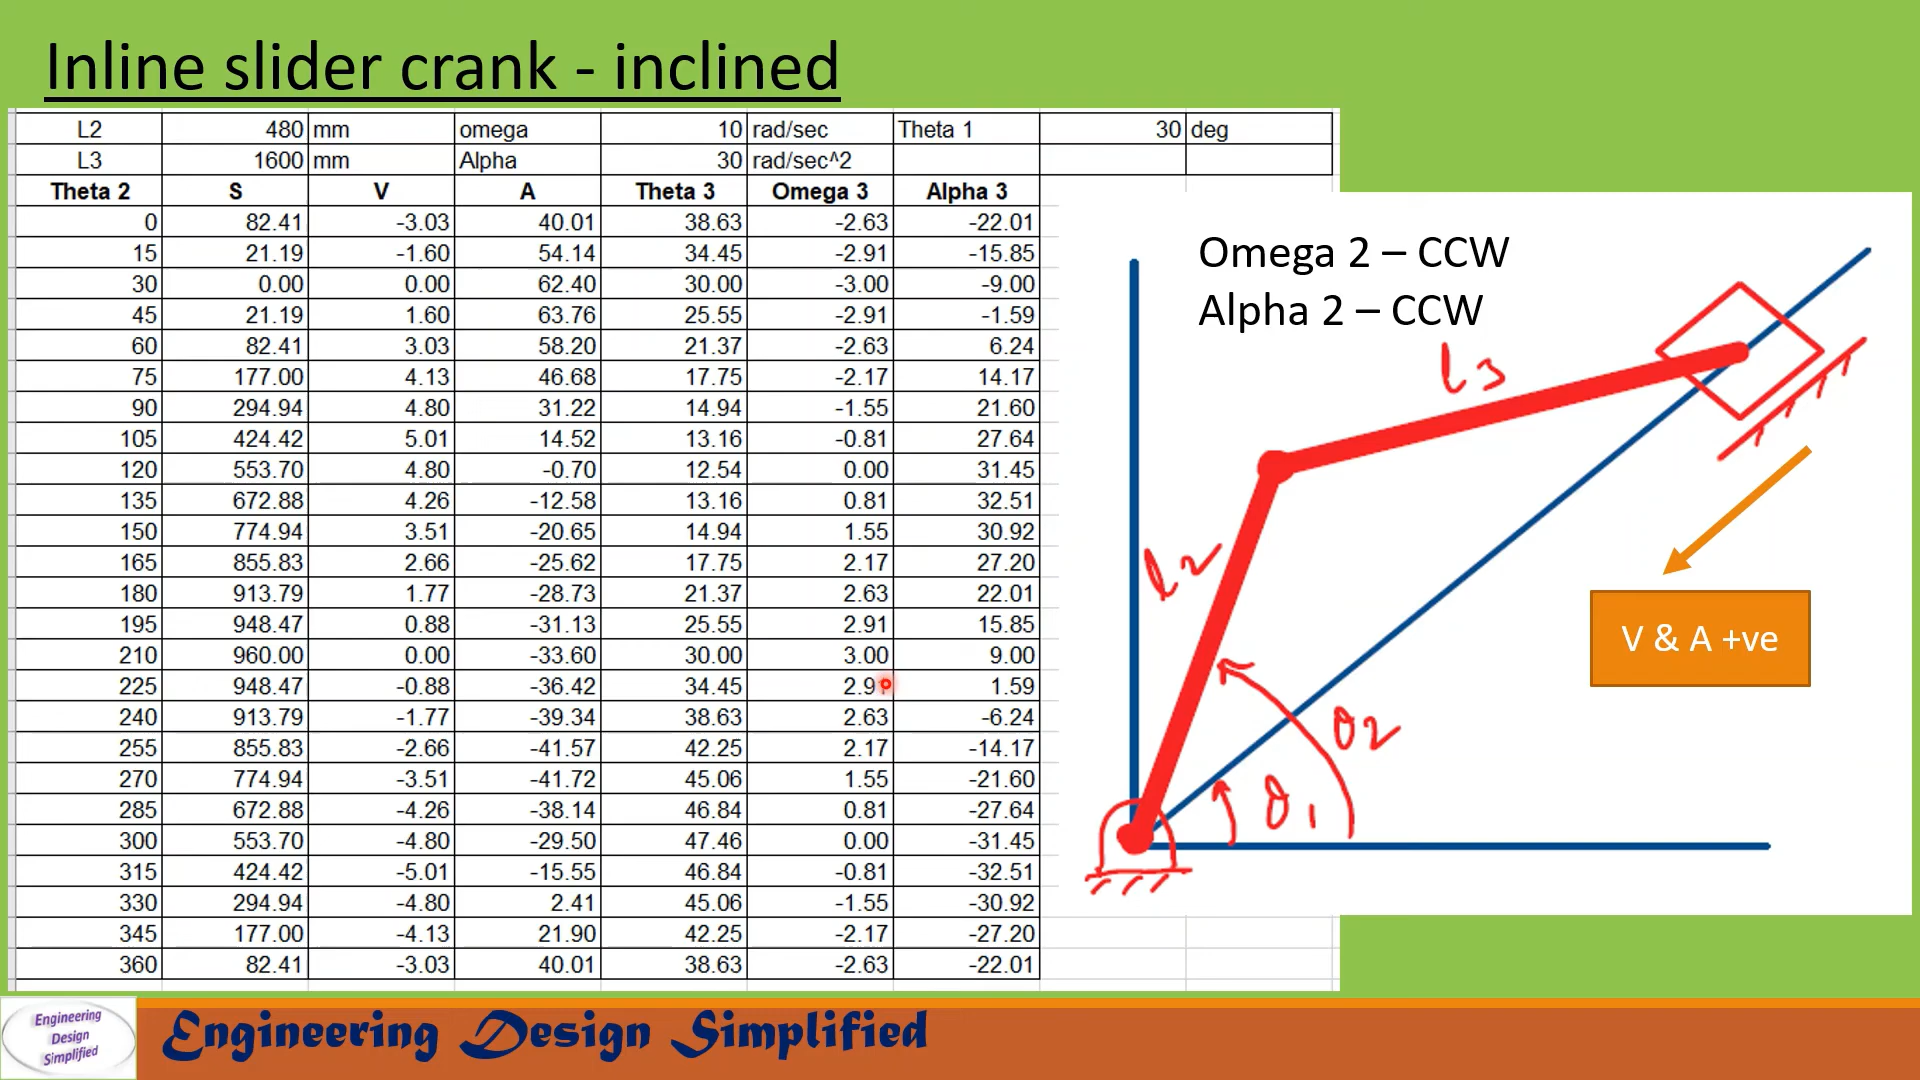 Inline slider crank - inclined
L2 480 mm omega 10 rad/sec Theta 1 30 deg
L3 1600 mm Alpha 30 rad/sec^2
Theta 2 S V A Theta 3 Omega 3 Alpha 3
0 82.41 -3.03 40.01 38.63 -2.63 -22.01
15 21.19 -1.60 54.14 34.45 -2.91 -15.85
30 0.00 0.00 62.40 30.00 -3.00 -9.00
45 21.19 1.60 63.76 25.55 -2.91 -1.59
60 82.41 3.03 58.20 21.37 -2.63 6.24
75 177.00 4.13 46.68 17.75 -2.17 14.17
90 294.94 4.80 31.22 14.94 -1.55 21.60
105 424.42 5.01 14.52 13.16 -0.81 27.64
120 553.70 4.80 -0.70 12.54 0.00 31.45
135 672.88 4.26 -12.58 13.16 0.81 32.51
150 774.94 3.51 -20.65 14.94 1.55 30.92
165 855.83 2.66 -25.62 17.75 2.17 27.20
180 913.79 1.77 -28.73 21.37 2.63 22.01
195 948.47 0.88 -31.13 25.55 2.91 15.85
210 960.00 0.00 -33.60 30.00 3.00 9.00
225 948.47 -0.88 -36.42 34.45 1.59
240 913.79 -1.77 -39.34 38.63 2.63 -6.24
255 855.83 -2.66 -41.57 42.25 2.17 -14.17
270 774.94 -3.51 -41.72 45.06 1.55 -21.60
285 672.88 -4.26 -38.14 46.84 0.81 -27.64
300 553.70 -4.80 -29.50 47.46 0.00 -31.45
315 424.42 -5.01 -15.55 46.84 -0.81 -32.51
330 294.94 -4.80 2.41 45.06 -1.55 -30.92
345 177.00 -4.13 21.90 42.25 -2.17 -27.20
360 82.41 -3.03 40.01 38.63 -2.63 -22.01
Omega 2 – CCW
Alpha 2 – CCW
l3
l2
V & A +ve
θ2
θ1
Engineering
Design
Simplified
Engineering Design Simplified